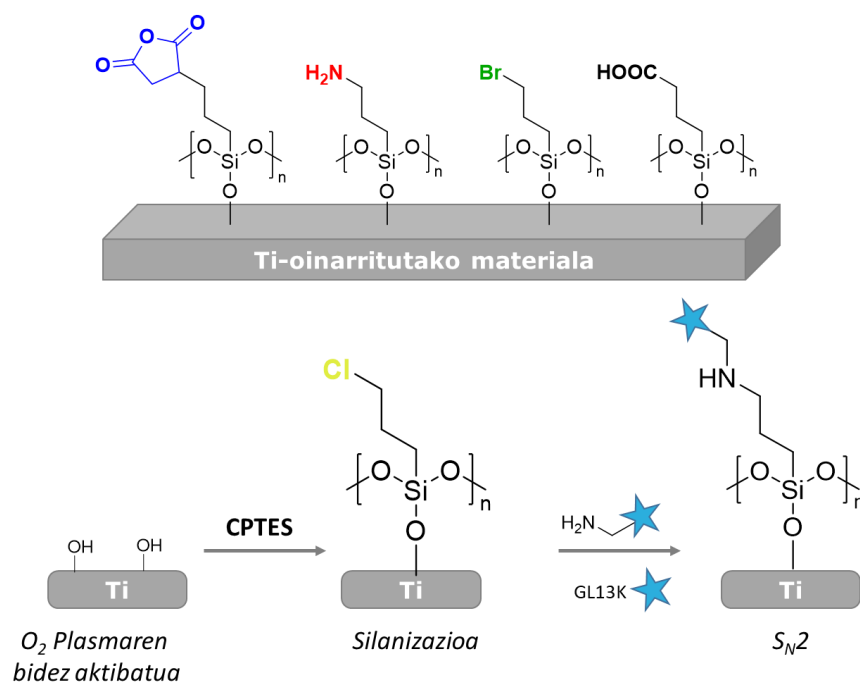 O O O
H₂N
Br
HOOC
[ O Si O ]n
O
[ O Si O ]n
O
[ O Si O ]n
O
[ O Si O ]n
O
Ti-oinarritutako materiala
Cl
[ O Si O ]n
O
HN
[ O Si O ]n
O
OH OH
CPTES
H₂N
GL13K
Ti
Ti
Ti
O₂ Plasmaren
bidez aktibatua
Silanizazioa
S_N2